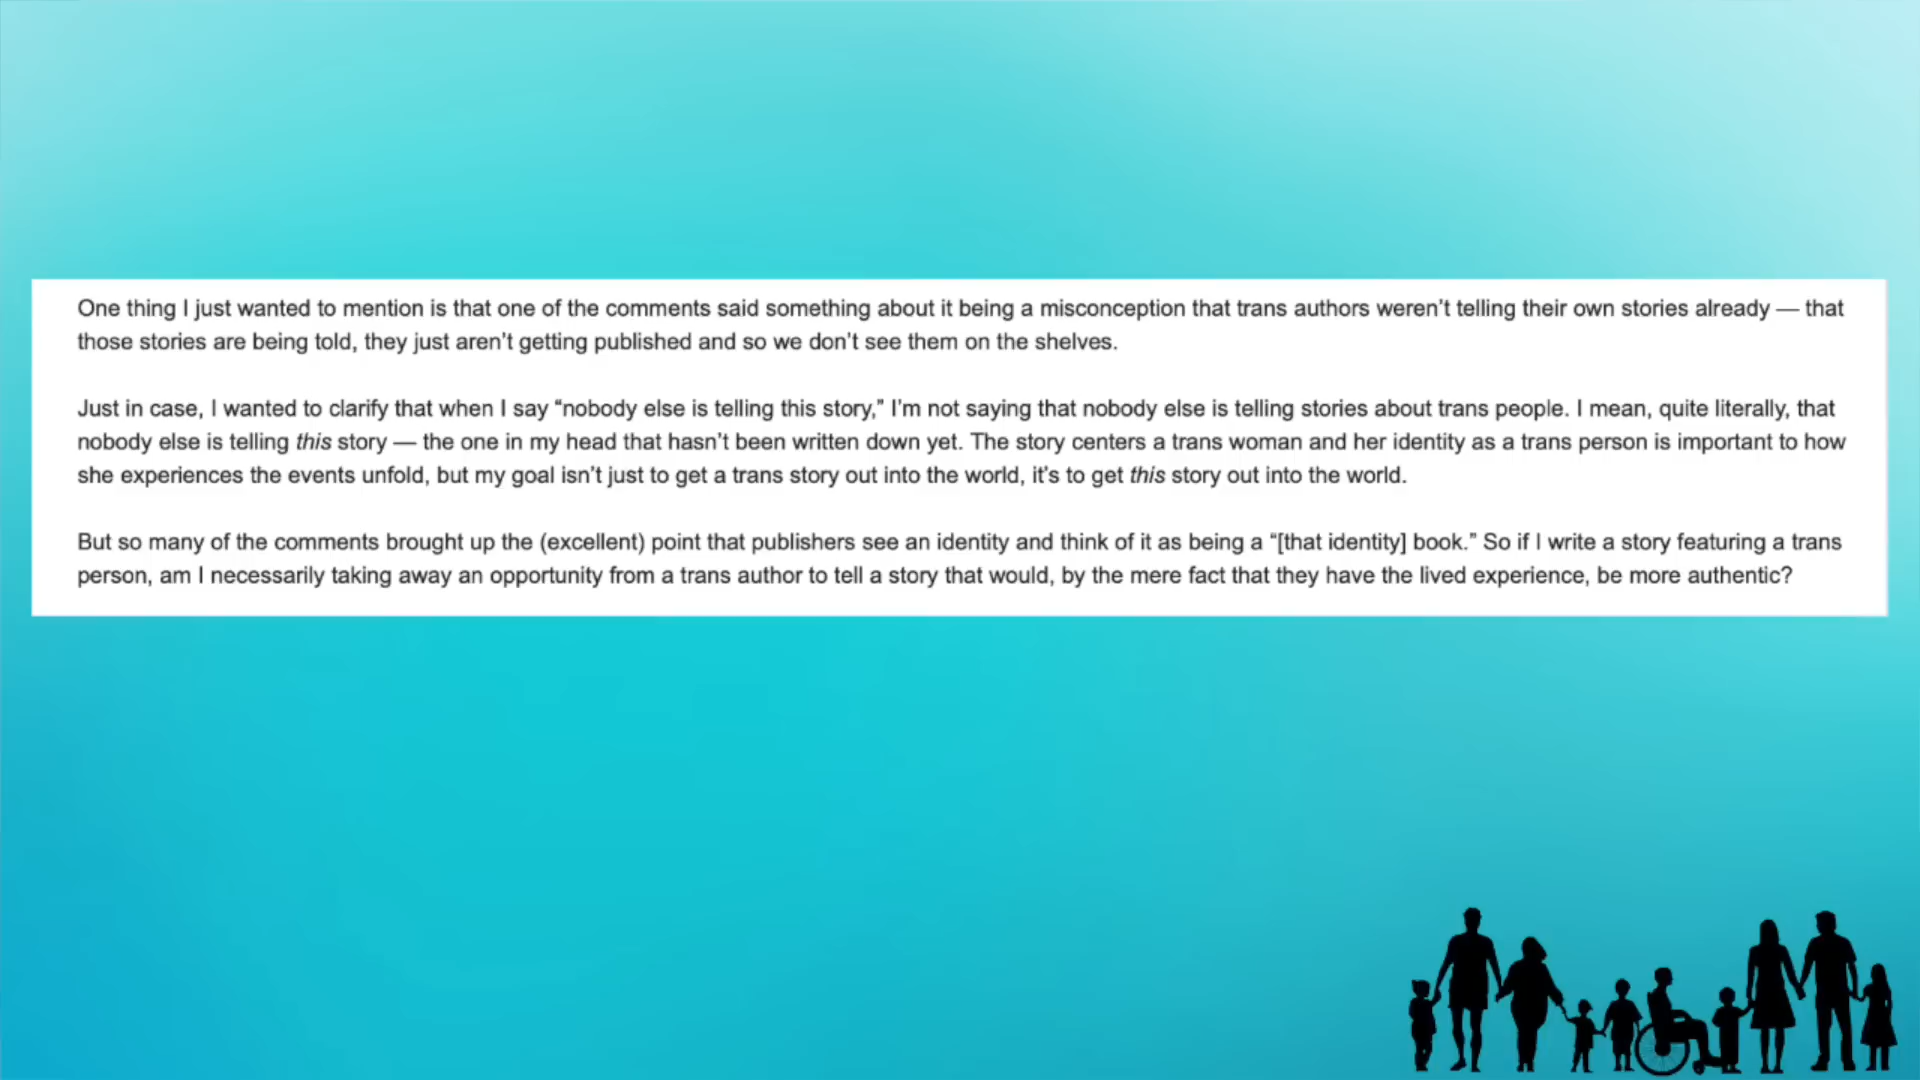 One thing I just wanted to mention is that one of the comments said something about it being a misconception that trans authors weren’t telling their own stories already — that
those stories are being told, they just aren’t getting published and so we don’t see them on the shelves.
Just in case, I wanted to clarify that when I say “nobody else is telling this story,” I’m not saying that nobody else is telling stories about trans people. I mean, quite literally, that
nobody else is telling this story — the one in my head that hasn’t been written down yet. The story centers a trans woman and her identity as a trans person is important to how
she experiences the events unfold, but my goal isn’t just to get a trans story out into the world, it’s to get this story out into the world.
But so many of the comments brought up the (excellent) point that publishers see an identity and think of it as being a “[that identity] book.” So if I write a story featuring a trans
person, am I necessarily taking away an opportunity from a trans author to tell a story that would, by the mere fact that they have the lived experience, be more authentic?